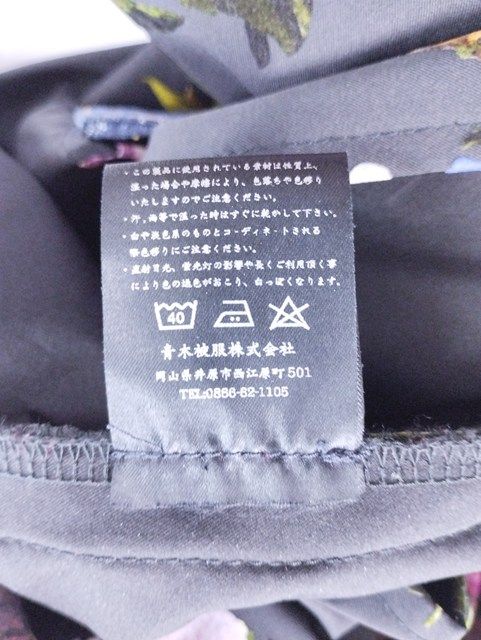 ・この製品に使用されている素材は性質上、
湿った場合や摩擦により、色落ちや色移り
いたしますのでご注意ください。
・汗、雨等で湿った時はすぐに乾かして下さい。
・白や淡色系のものとコーディネートされる
際色移りにご注意ください。
・直射日光、蛍光灯の影響や長くご利用頂く事
により色の退色がおこり、白っぽくなります。
40
青木被服株式会社
岡山県井原市西江原町501
TEL:0866-62-1105